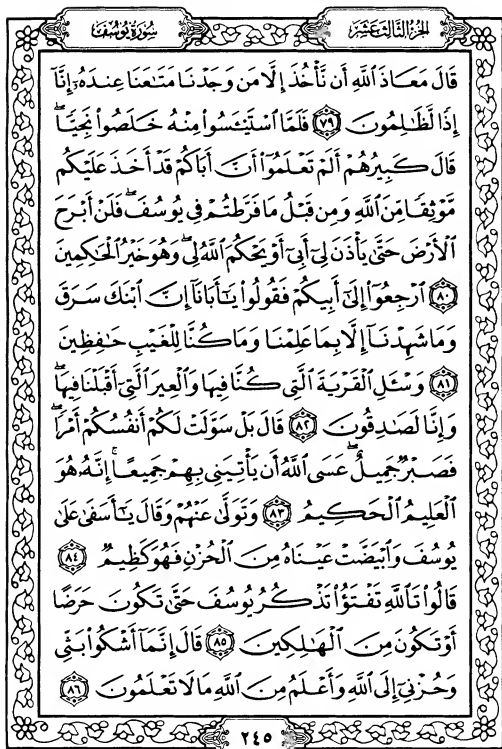 الجزء الثالث عشر
سورة يوسف
قَالَ مَعَاذَ ٱللَّهِ أَن نَّأْخُذَ إِلَّا مَن وَجَدْنَا مَتَٰعَنَا عِندَهُۥٓ إِنَّآ
إِذًا لَّظَٰلِمُونَ ٧٩ فَلَمَّا ٱسْتَيْـَٔسُوا۟ مِنْهُ خَلَصُوا۟ نَجِيًّا ۖ
قَالَ كَبِيرُهُمْ أَلَمْ تَعْلَمُوٓا۟ أَنَّ أَبَاكُمْ قَدْ أَخَذَ عَلَيْكُم
مَّوْثِقًا مِّنَ ٱللَّهِ وَمِن قَبْلُ مَا فَرَّطتُمْ فِى يُوسُفَ ۖ فَلَنْ أَبْرَحَ
ٱلْأَرْضَ حَتَّىٰ يَأْذَنَ لِىٓ أَبِىٓ أَوْ يَحْكُمَ ٱللَّهُ لِى ۖ وَهُوَ خَيْرُ ٱلْحَٰكِمِينَ
٨٠ ٱرْجِعُوٓا۟ إِلَىٰٓ أَبِيكُمْ فَقُولُوا۟ يَٰٓأَبَانَآ إِنَّ ٱبْنَكَ سَرَقَ
وَمَا شَهِدْنَآ إِلَّا بِمَا عَلِمْنَا وَمَا كُنَّا لِلْغَيْبِ حَٰفِظِينَ
٨١ وَسْـَٔلِ ٱلْقَرْيَةَ ٱلَّتِى كُنَّا فِيهَا وَٱلْعِيرَ ٱلَّتِىٓ أَقْبَلْنَا فِيهَا ۖ
وَإِنَّا لَصَٰدِقُونَ ٨٢ قَالَ بَلْ سَوَّلَتْ لَكُمْ أَنفُسُكُمْ أَمْرًا ۖ
فَصَبْرٌ جَمِيلٌ ۖ عَسَى ٱللَّهُ أَن يَأْتِيَنِى بِهِمْ جَمِيعًا ۚ إِنَّهُۥ هُوَ
ٱلْعَلِيمُ ٱلْحَكِيمُ ٨٣ وَتَوَلَّىٰ عَنْهُمْ وَقَالَ يَٰٓأَسَفَىٰ عَلَىٰ
يُوسُفَ وَٱبْيَضَّتْ عَيْنَاهُ مِنَ ٱلْحُزْنِ فَهُوَ كَظِيمٌ ٨٤
قَالُوا۟ تَٱللَّهِ تَفْتَؤُا۟ تَذْكُرُ يُوسُفَ حَتَّىٰ تَكُونَ حَرَضًا
أَوْ تَكُونَ مِنَ ٱلْهَٰلِكِينَ ٨٥ قَالَ إِنَّمَآ أَشْكُوا۟ بَثِّى
وَحُزْنِىٓ إِلَى ٱللَّهِ وَأَعْلَمُ مِنَ ٱللَّهِ مَا لَا تَعْلَمُونَ ٨٦
٢٤٥